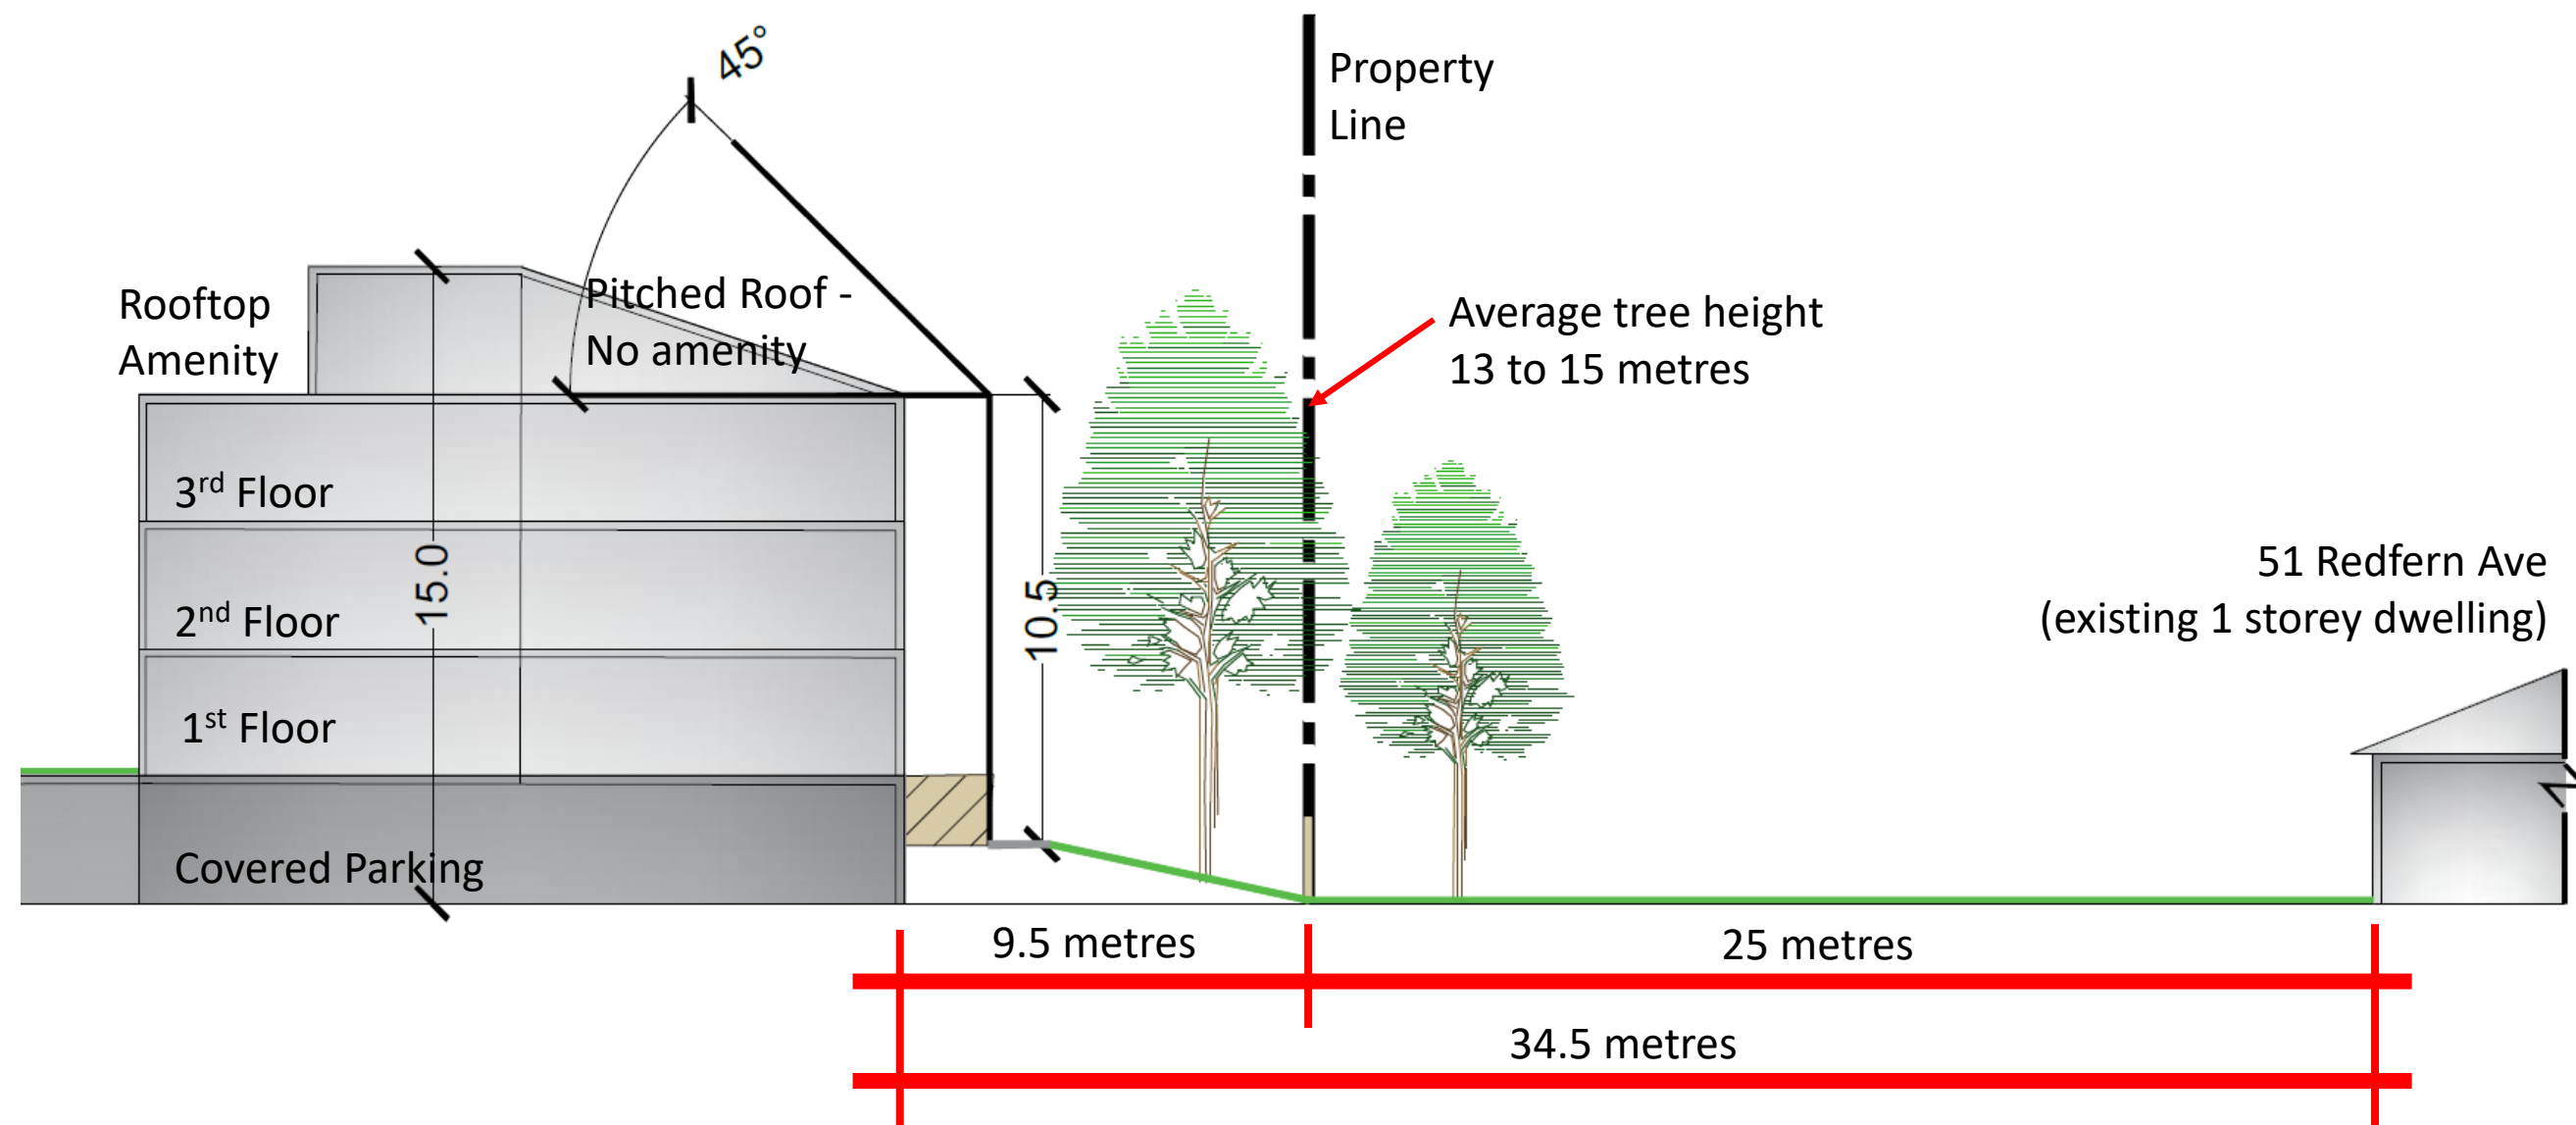 45°
Property
Line
Rooftop
Amenity
Pitched Roof -
No amenity
Average tree height
13 to 15 metres
3rd Floor
2nd Floor
1st Floor
Covered Parking
15.0
10.5
51 Redfern Ave
(existing 1 storey dwelling)
9.5 metres
25 metres
34.5 metres